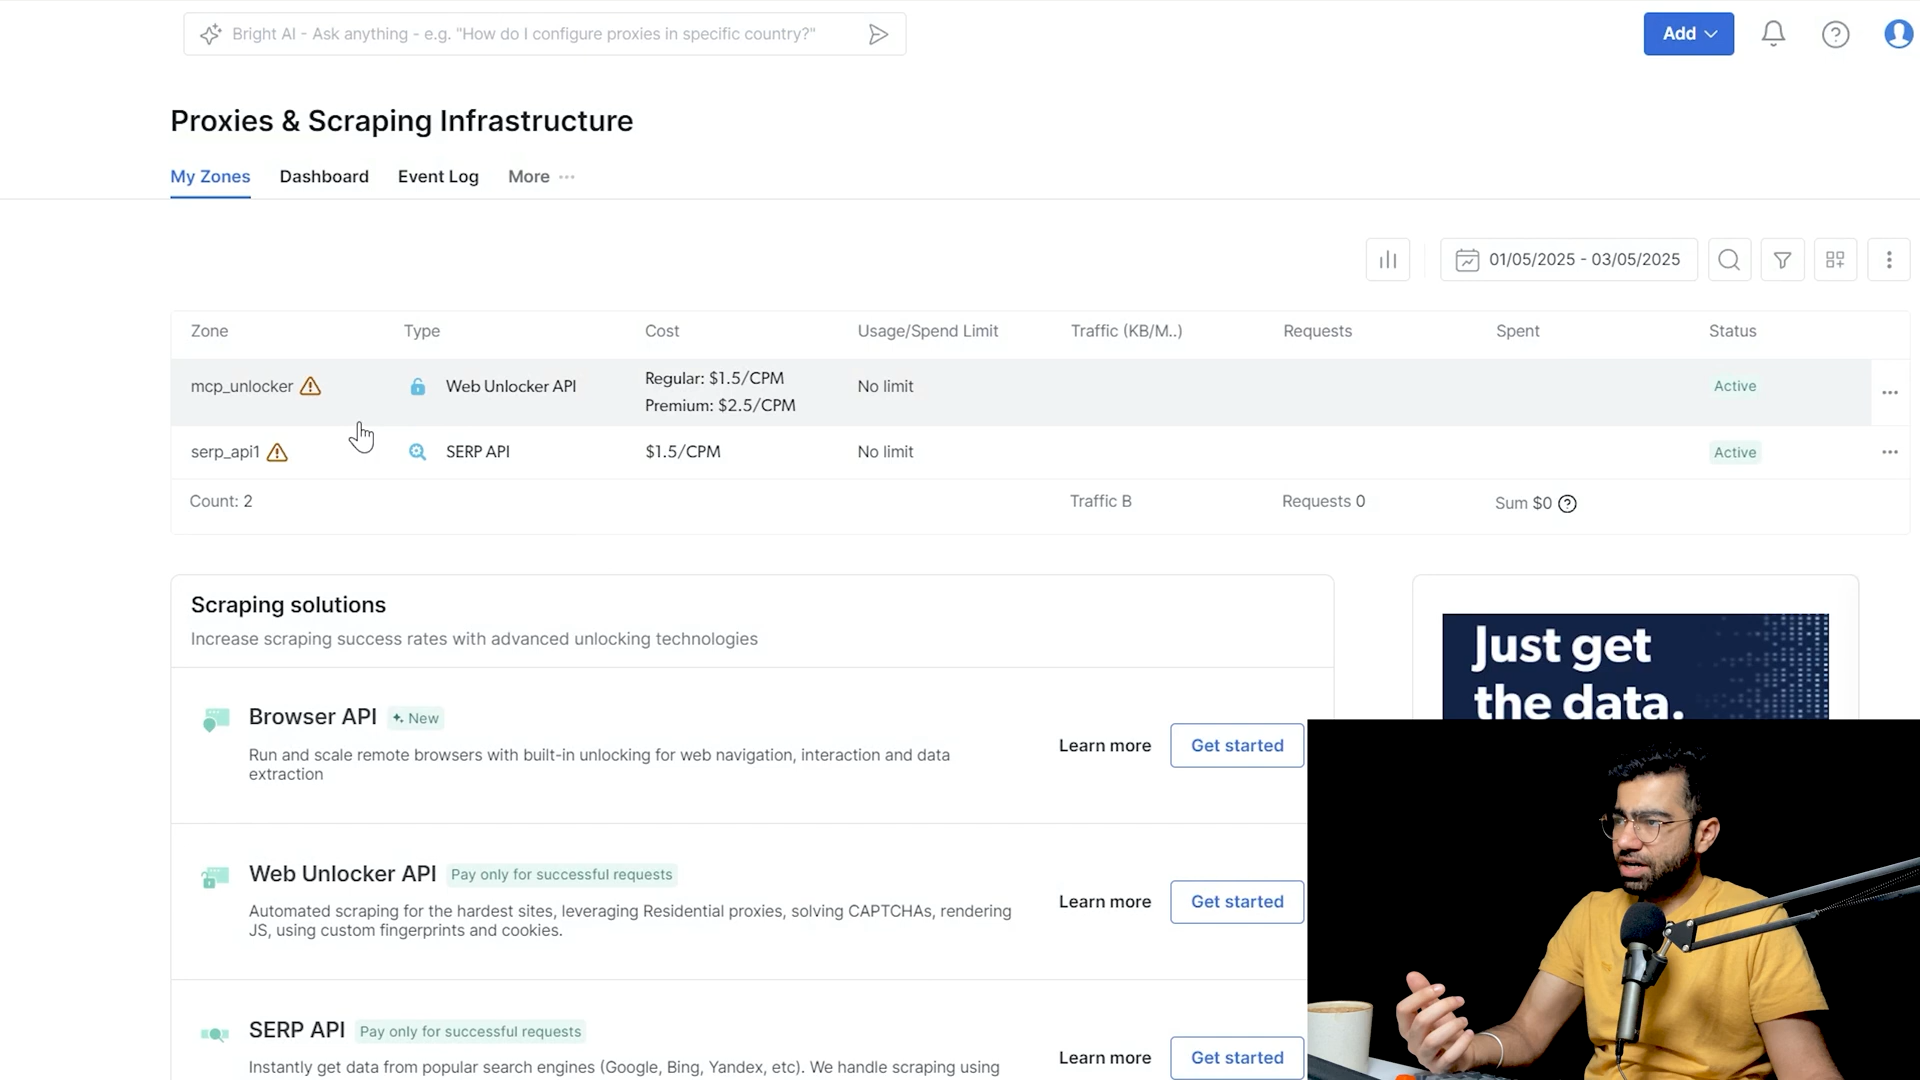 Bright AI - Ask anything - e.g. "How do I configure proxies in specific country?"
Add
Proxies & Scraping Infrastructure
My Zones
Dashboard
Event Log
More
01/05/2025 - 03/05/2025
Zone
Type
Cost
Usage/Spend Limit
Traffic (KB/M..)
Requests
Spent
Status
mcp_unlocker
Web Unlocker API
Regular: $1.5/CPM
Premium: $2.5/CPM
No limit
Active
serp_api1
SERP API
$1.5/CPM
No limit
Active
Count: 2
Traffic B
Requests 0
Sum $0
Scraping solutions
Increase scraping success rates with advanced unlocking technologies
Browser API
New
Run and scale remote browsers with built-in unlocking for web navigation, interaction and data
extraction
Learn more
Get started
Web Unlocker API
Pay only for successful requests
Automated scraping for the hardest sites, leveraging Residential proxies, solving CAPTCHAs, rendering
JS, using custom fingerprints and cookies.
Learn more
Get started
SERP API
Pay only for successful requests
Instantly get data from popular search engines (Google, Bing, Yandex, etc). We handle scraping using
Learn more
Get started
Just get
the data.